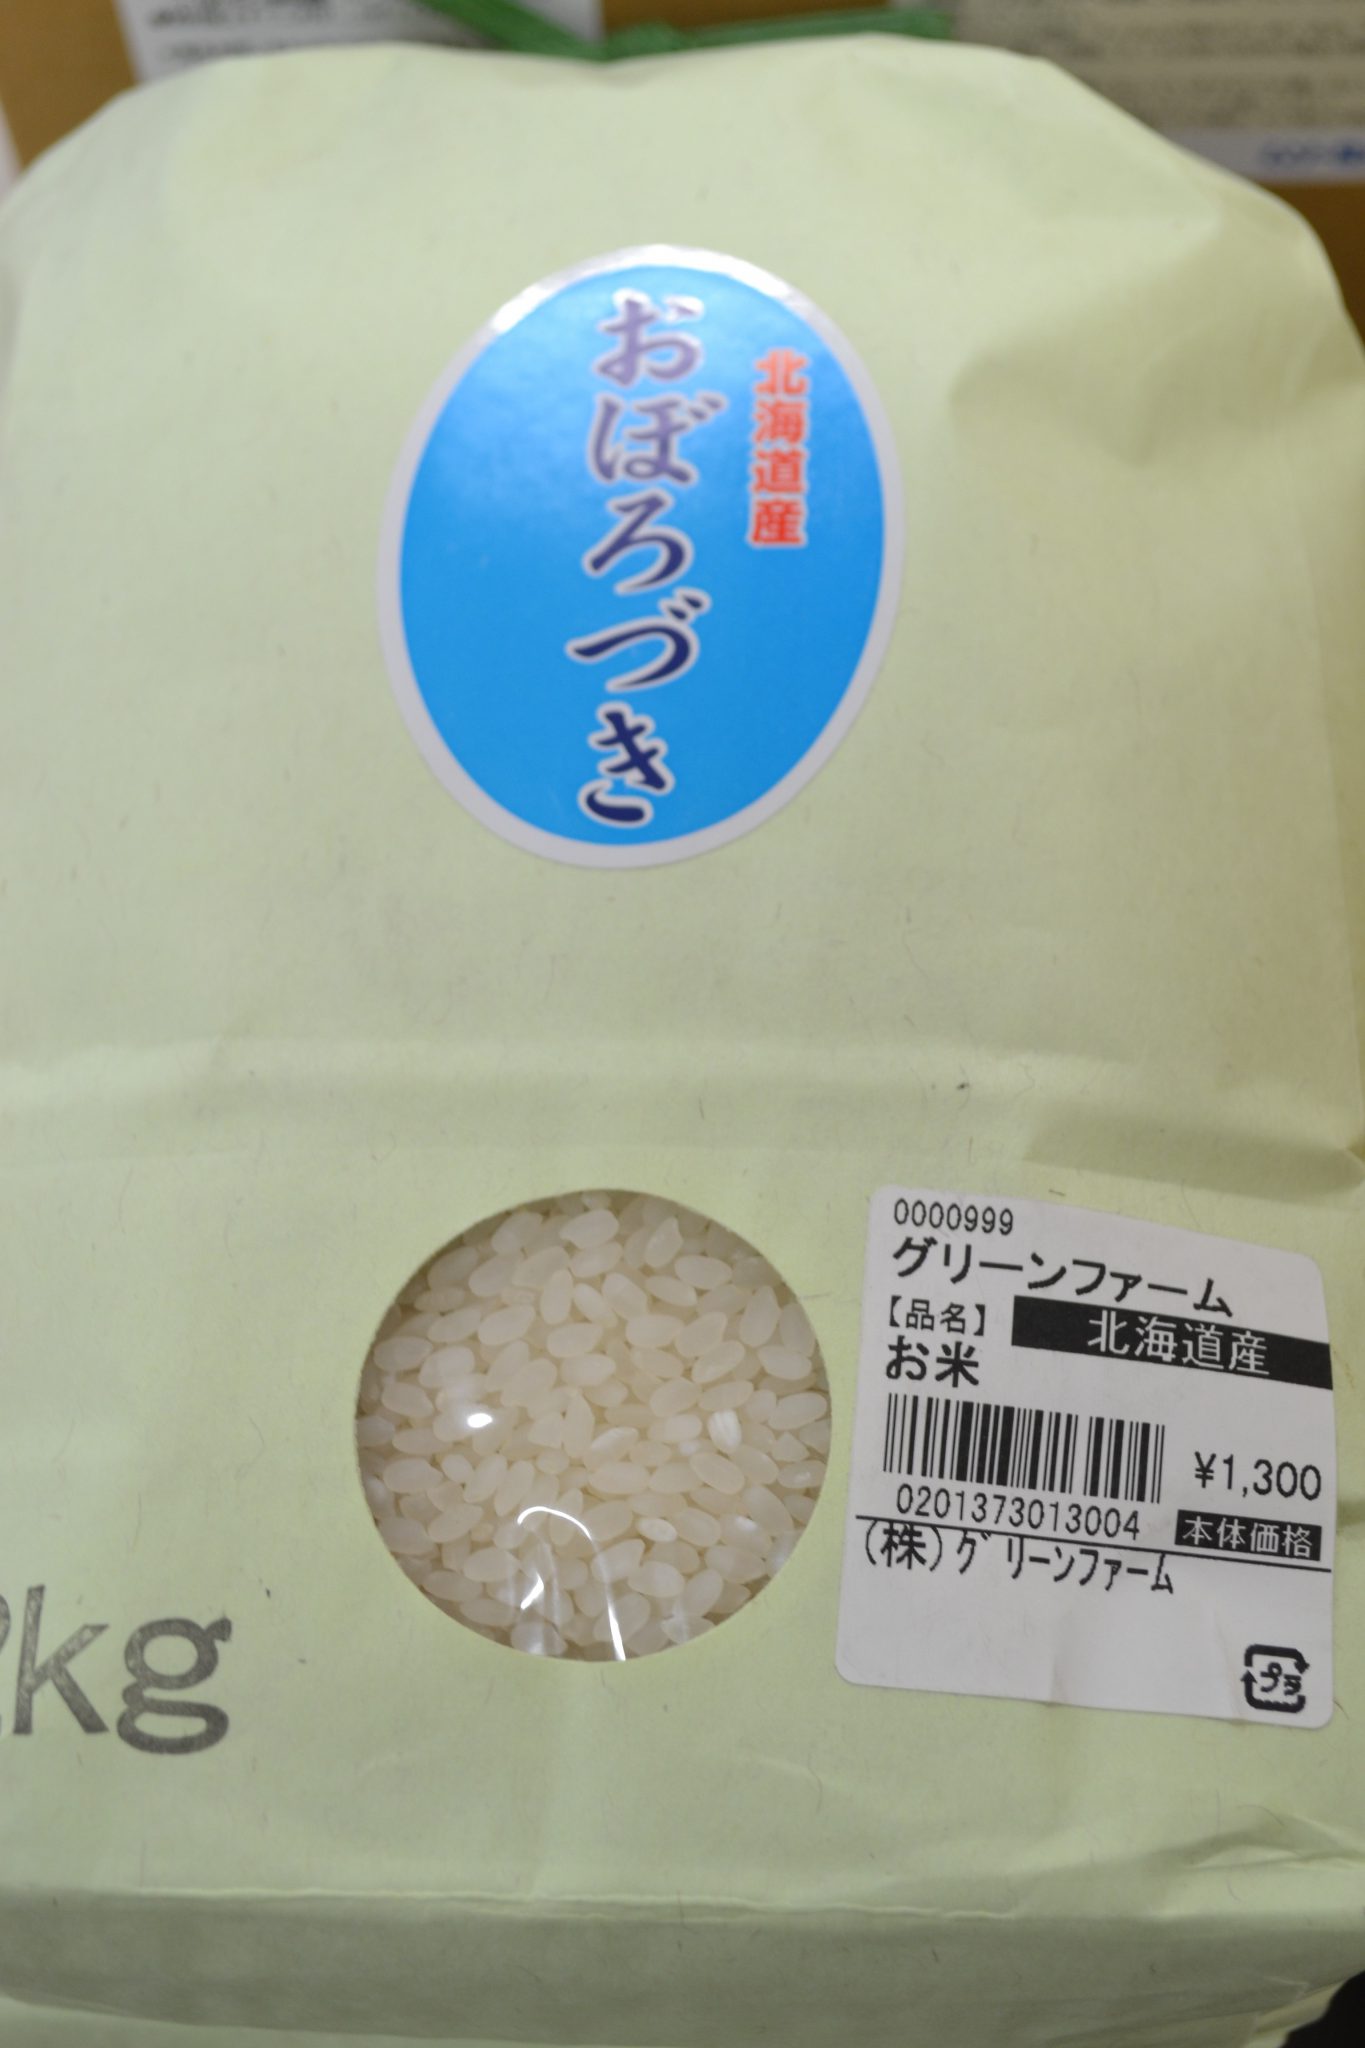 北海道産
おぼろづき
0000999
グリーンファーム
【品名】
北海道産
お米
¥1,300
0201373013004
本体価格
(株)グリーンファーム
プラ
2kg